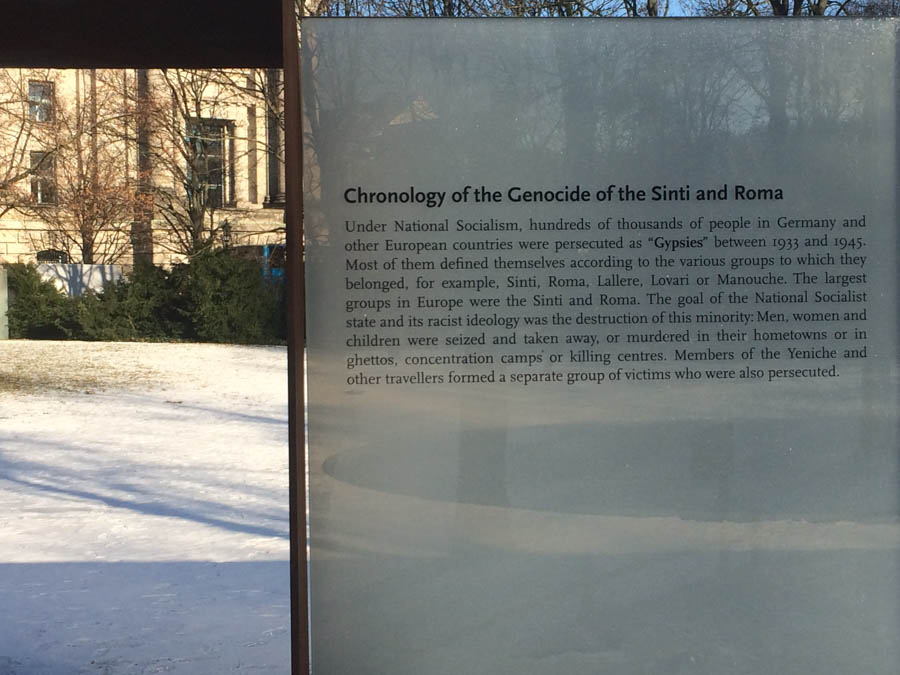 Chronology of the Genocide of the Sinti and Roma
Under National Socialism, hundreds of thousands of people in Germany and
other European countries were persecuted as “Gypsies” between 1933 and 1945.
Most of them defined themselves according to the various groups to which they
belonged, for example, Sinti, Roma, Lallere, Lovari or Manouche. The largest
groups in Europe were the Sinti and Roma. The goal of the National Socialist
state and its racist ideology was the destruction of this minority: Men, women and
children were seized and taken away, or murdered in their hometowns or in
ghettos, concentration camps or killing centres. Members of the Yeniche and
other travellers formed a separate group of victims who were also persecuted.